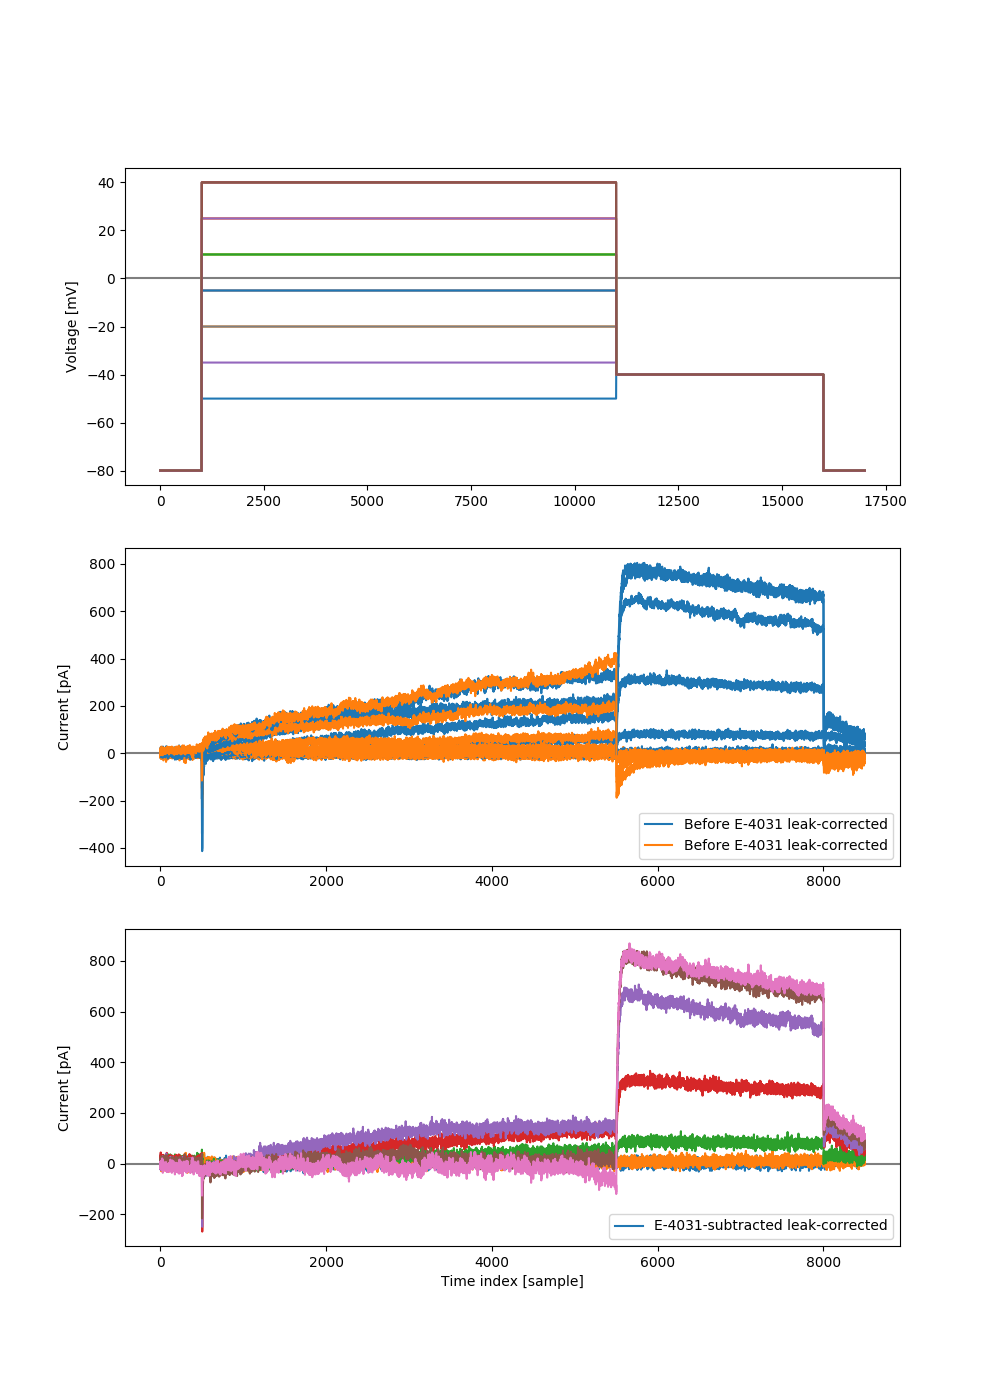 40
20
0
−20
−40
−60
−80
Voltage [mV]
0 2500 5000 7500 10000 12500 15000 17500
800
600
400
200
0
−200
−400
Current [pA]
Before E-4031 leak-corrected
Before E-4031 leak-corrected
0 2000 4000 6000 8000
800
600
400
200
0
−200
Current [pA]
E-4031-subtracted leak-corrected
0 2000 4000 6000 8000
Time index [sample]